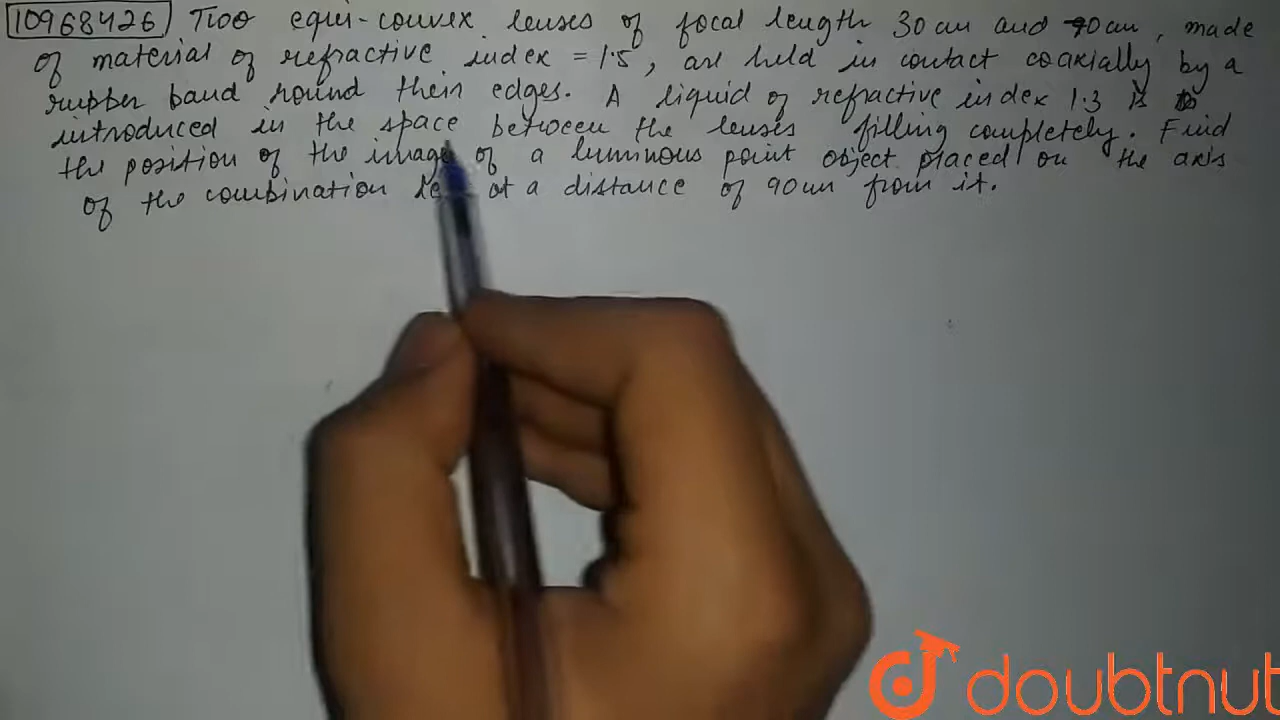 10968426 Two equi-convex lenses of focal length 30 cm and 70 cm, made
of material of refractive index = 1.5, are held in contact coaxially by a
rubber band round their edges. A liquid of refractive index 1.3 is
introduced in the space between the lenses filling completely. Find
the position of the image of a luminous point object placed on the axis
of the combination at a distance of 90 cm from it.
doubtnut